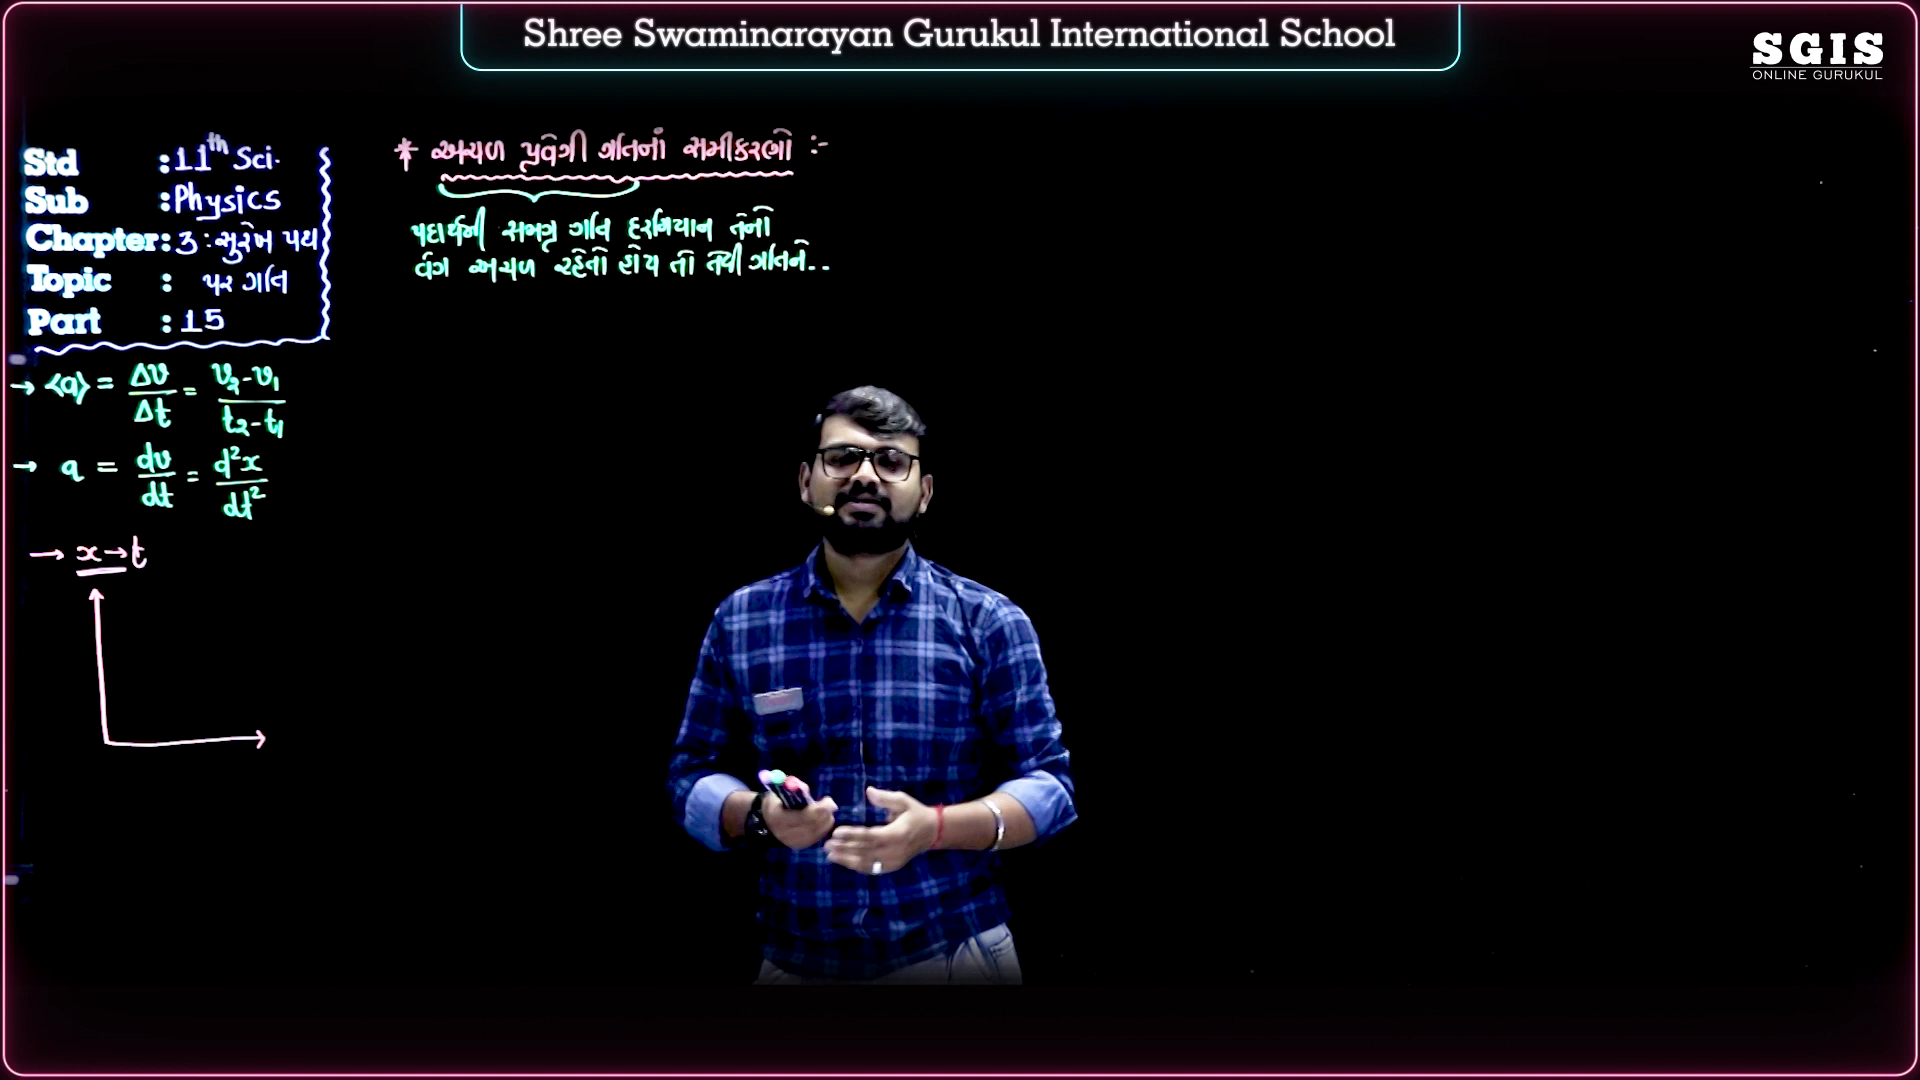 Shree Swaminarayan Gurukul International School
SGIS
ONLINE GURUKUL
Std : 11th Sci.
Sub : Physics
Chapter : 3 : સુરેખ પથ
Topic : પર ગતિ
Part : 15
→ <a> = Δv/Δt = v₂-v₁/t₂-t₁
→ a = dv/dt = d²x/dt²
→ x→t
* અચળ પ્રવેગી ગતિનાં સમીકરણો :-
પદાર્થની સમગ્ર ગતિ દરમિયાન તેનો
વેગ અચળ રહેતો હોય તો તેવી ગતિને..